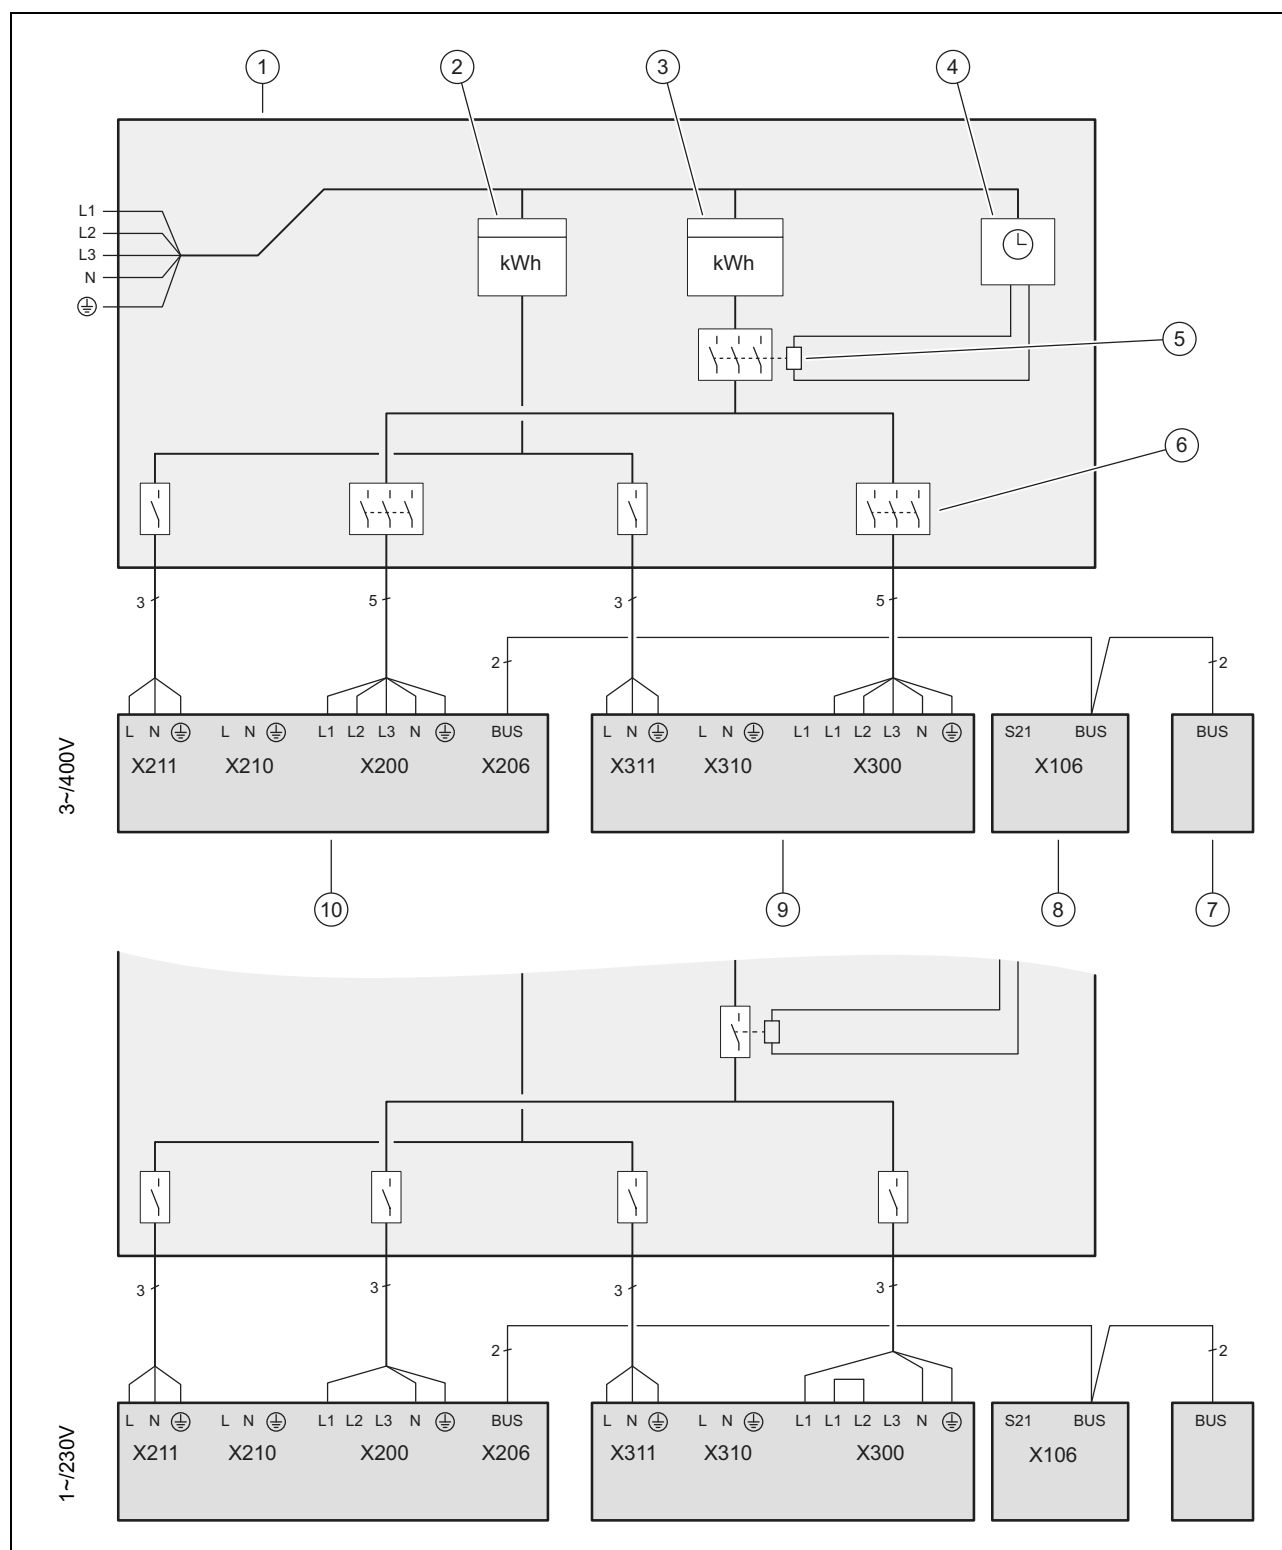 1 2 3 4
L1
L2
L3
N
kWh kWh
5
6
3 5 3 5
2 2
3~/400V
L N L N L1 L2 L3 N BUS L N L N L1 L1 L2 L3 N S21 BUS BUS
X211 X210 X200 X206 X311 X310 X300 X106
10 9 8 7
3 3 3 3
2 2
1~/230V
L N L N L1 L2 L3 N BUS L N L N L1 L1 L2 L3 N S21 BUS BUS
X211 X210 X200 X206 X311 X310 X300 X106